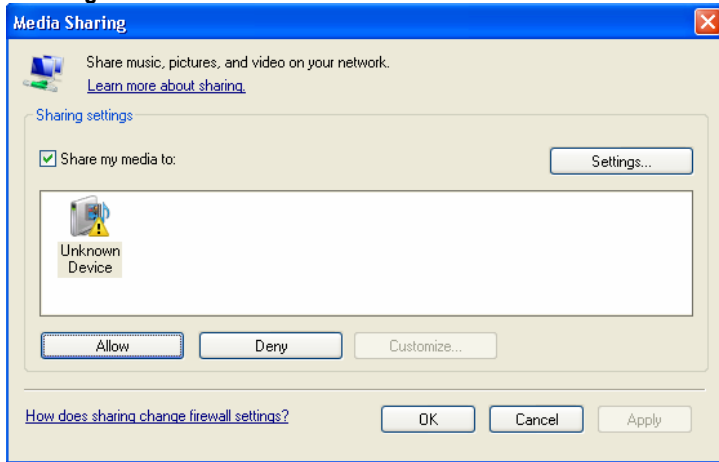 Media Sharing
Share music, pictures, and video on your network.
Learn more about sharing.
Sharing settings
Share my media to:
Settings...
Unknown
Device
Allow
Deny
Customize...
How does sharing change firewall settings?
OK
Cancel
Apply